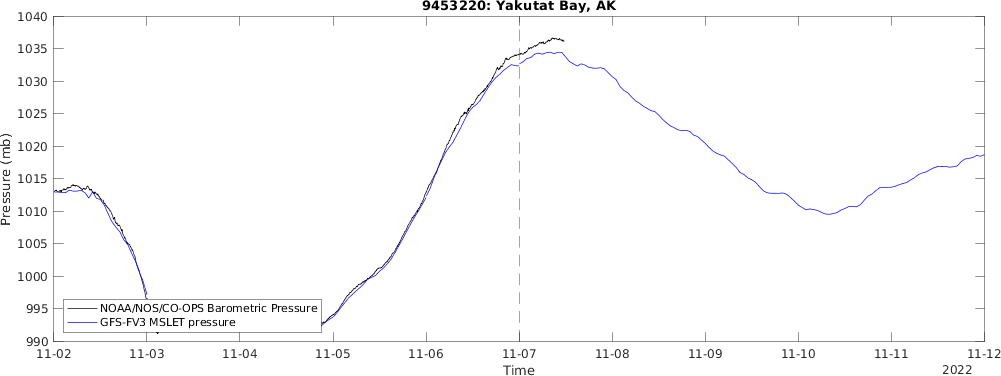 9453220: Yakutat Bay, AK
Pressure (mb)
1040
1035
1030
1025
1020
1015
1010
1005
1000
995
990
NOAA/NOS/CO-OPS Barometric Pressure
GFS-FV3 MSLET pressure
11-02 11-03 11-04 11-05 11-06 11-07 11-08 11-09 11-10 11-11 11-12
Time
2022